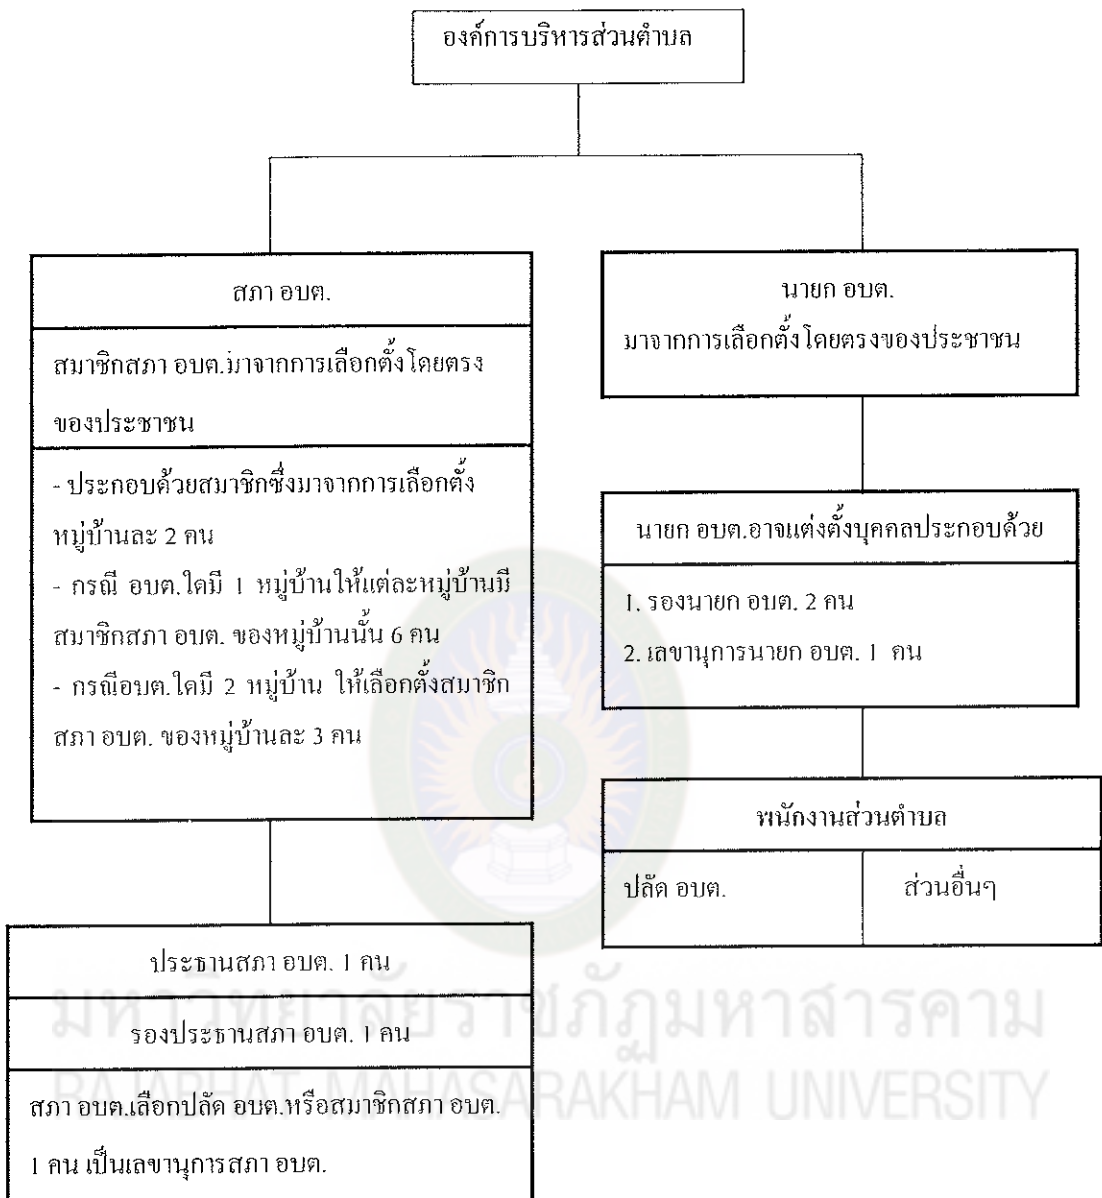 องค์การบริหารส่วนตำบล
สภา อบต.
สมาชิกสภา อบต.มาจากการเลือกตั้งโดยตรง
ของประชาชน
- ประกอบด้วยสมาชิกซึ่งมาจากการเลือกตั้ง
หมู่บ้านละ 2 คน
- กรณี อบต.ใดมี 1 หมู่บ้านให้แต่ละหมู่บ้านมี
สมาชิกสภา อบต. ของหมู่บ้านนั้น 6 คน
- กรณีอบต.ใดมี 2 หมู่บ้าน ให้เลือกตั้งสมาชิก
สภา อบต. ของหมู่บ้านละ 3 คน
ประธานสภา อบต. 1 คน
รองประธานสภา อบต. 1 คน
สภา อบต.เลือกปลัด อบต.หรือสมาชิกสภา อบต.
1 คน เป็นเลขานุการสภา อบต.
นายก อบต.
มาจากการเลือกตั้งโดยตรงของประชาชน
นายก อบต.อาจแต่งตั้งบุคคลประกอบด้วย
1. รองนายก อบต. 2 คน
2. เลขานุการนายก อบต. 1 คน
พนักงานส่วนตำบล
ปลัด อบต.
ส่วนอื่นๆ
มหาวิทยาลัยราชภัฏมหาสารคาม
RAJABHAT MAHASARAKHAM UNIVERSITY